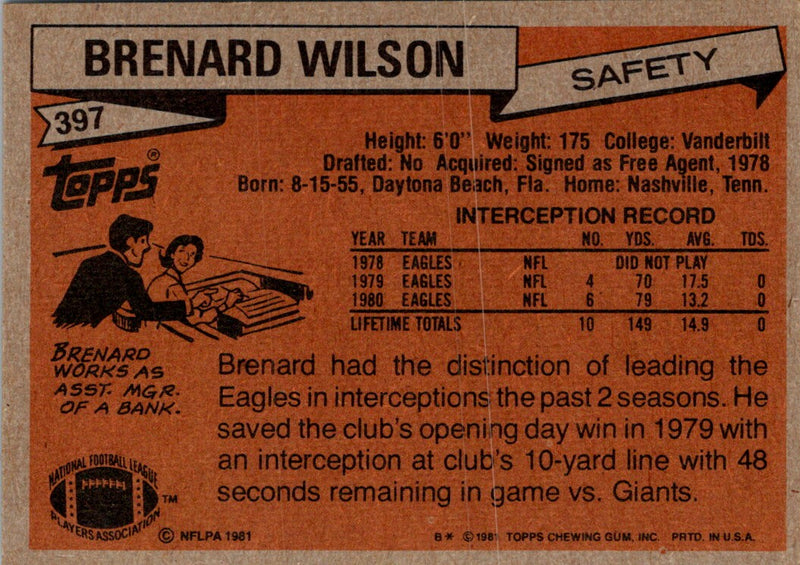 BRENARD WILSON
SAFETY
397
topps®
Height: 6'0" Weight: 175 College: Vanderbilt
Drafted: No Acquired: Signed as Free Agent, 1978
Born: 8-15-55, Daytona Beach, Fla. Home: Nashville, Tenn.
INTERCEPTION RECORD
YEAR TEAM NO. YDS. AVG. TDS.
1978 EAGLES NFL DID NOT PLAY
1979 EAGLES NFL 4 70 17.5 0
1980 EAGLES NFL 6 79 13.2 0
LIFETIME TOTALS 10 149 14.9 0
BRENARD
WORKS AS
ASST. MGR.
OF A BANK.
Brenard had the distinction of leading the
Eagles in interceptions the past 2 seasons. He
saved the club's opening day win in 1979 with
an interception at club's 10-yard line with 48
seconds remaining in game vs. Giants.
NATIONAL FOOTBALL LEAGUE
PLAYERS ASSOCIATION
TM
© NFLPA 1981
B* © 1981 TOPPS CHEWING GUM, INC. PRTD. IN U.S.A.